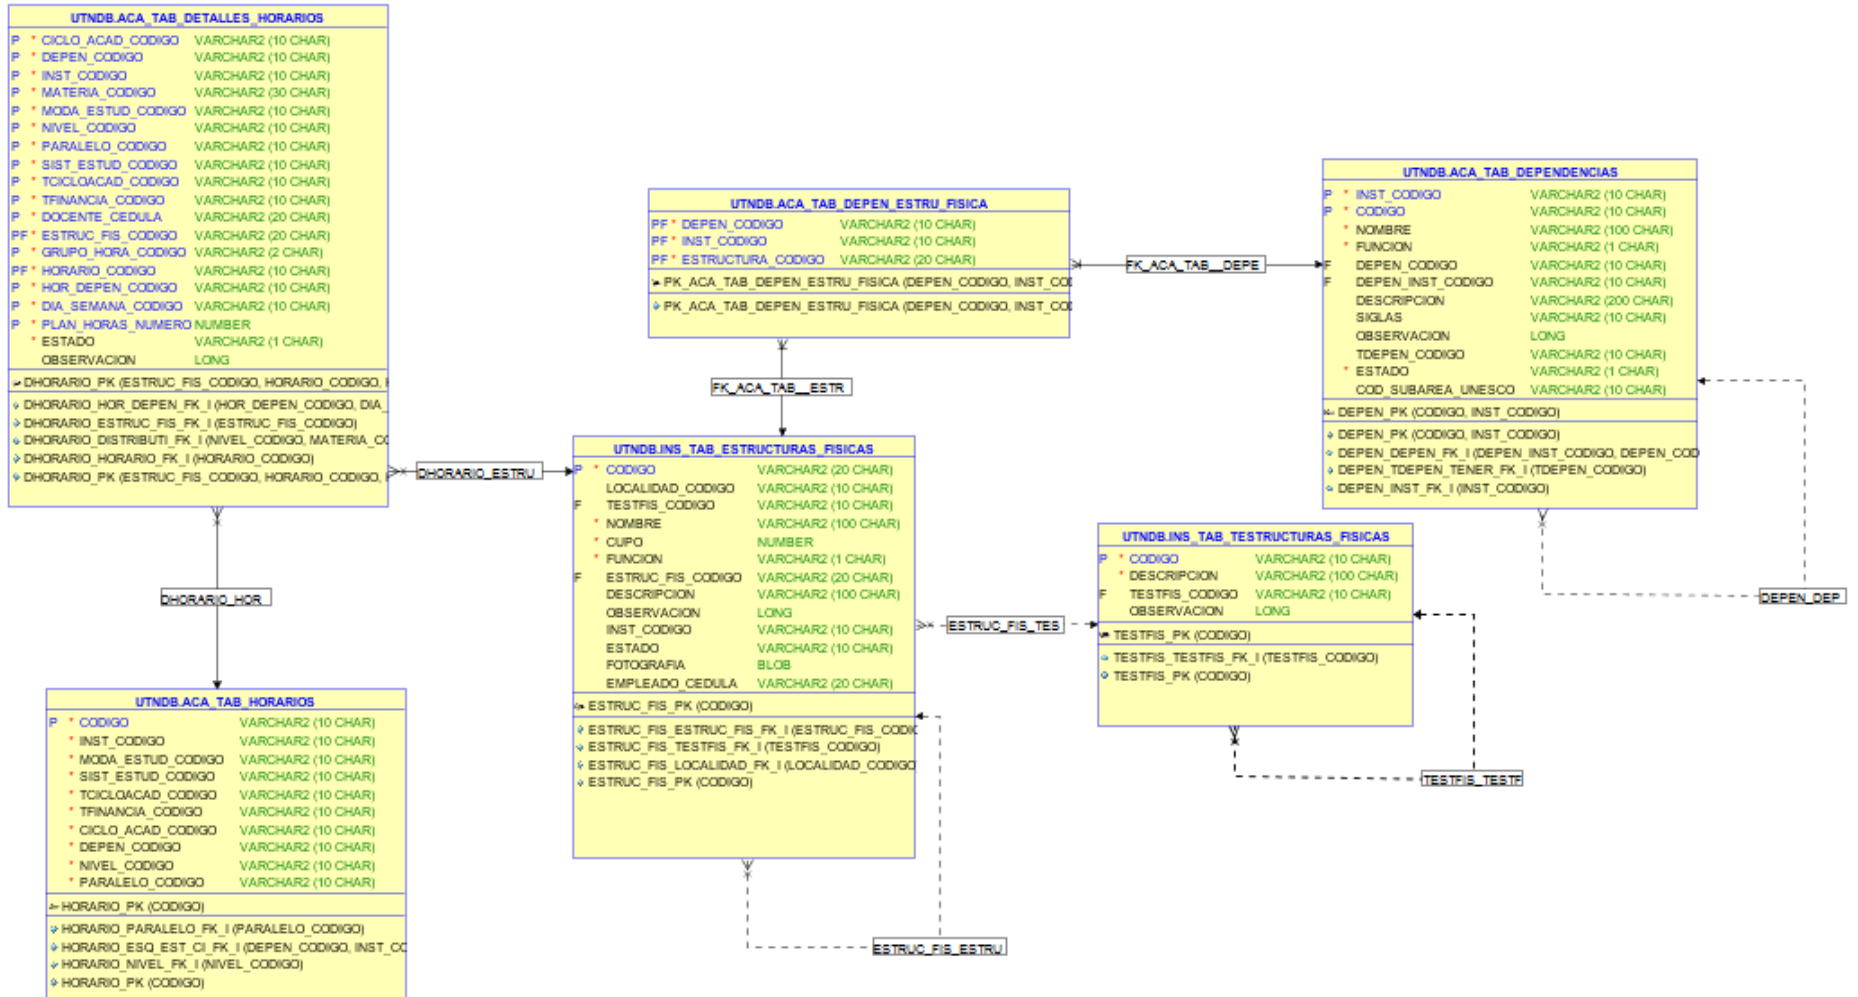 UTNDB.ACA_TAB_DETALLES_HORARIOS
P * CICLO_ACAD_CODIGO VARCHAR2 (10 CHAR)
P * DEPEN_CODIGO VARCHAR2 (10 CHAR)
P * INST_CODIGO VARCHAR2 (10 CHAR)
P * MATERIA_CODIGO VARCHAR2 (30 CHAR)
P * MODA_ESTUD_CODIGO VARCHAR2 (10 CHAR)
P * NIVEL_CODIGO VARCHAR2 (10 CHAR)
P * PARALELO_CODIGO VARCHAR2 (10 CHAR)
P * SIST_ESTUD_CODIGO VARCHAR2 (10 CHAR)
P * TCICLOACAD_CODIGO VARCHAR2 (10 CHAR)
P * TFINANCIA_CODIGO VARCHAR2 (10 CHAR)
P * DOCENTE_CEDULA VARCHAR2 (20 CHAR)
PF * ESTRUC_FIS_CODIGO VARCHAR2 (20 CHAR)
P * GRUPO_HORA_CODIGO VARCHAR2 (2 CHAR)
PF * HORARIO_CODIGO VARCHAR2 (10 CHAR)
P * HOR_DEPEN_CODIGO VARCHAR2 (10 CHAR)
P * DIA_SEMANA_CODIGO VARCHAR2 (10 CHAR)
P * PLAN_HORAS_NUMERO NUMBER
* ESTADO VARCHAR2 (1 CHAR)
OBSERVACION LONG
DHORARIO_PK (ESTRUC_FIS_CODIGO, HORARIO_CODIGO,
DHORARIO_HOR_DEPEN_FK_I (HOR_DEPEN_CODIGO, DIA_
DHORARIO_ESTRUC_FIS_FK_I (ESTRUC_FIS_CODIGO)
DHORARIO_DISTRIBUTI_FK_I (NIVEL_CODIGO, MATERIA_CO
DHORARIO_HORARIO_FK_I (HORARIO_CODIGO)
DHORARIO_PK (ESTRUC_FIS_CODIGO, HORARIO_CODIGO,
UTNDB.ACA_TAB_DEPEN_ESTRU_FISICA
PF * DEPEN_CODIGO VARCHAR2 (10 CHAR)
PF * INST_CODIGO VARCHAR2 (10 CHAR)
PF * ESTRUCTURA_CODIGO VARCHAR2 (20 CHAR)
PK_ACA_TAB_DEPEN_ESTRU_FISICA (DEPEN_CODIGO, INST_COD
PK_ACA_TAB_DEPEN_ESTRU_FISICA (DEPEN_CODIGO, INST_COD
FK_ACA_TAB__DEPE
UTNDB.ACA_TAB_DEPENDENCIAS
P * INST_CODIGO VARCHAR2 (10 CHAR)
P * CODIGO VARCHAR2 (10 CHAR)
* NOMBRE VARCHAR2 (100 CHAR)
* FUNCION VARCHAR2 (1 CHAR)
F DEPEN_CODIGO VARCHAR2 (10 CHAR)
F DEPEN_INST_CODIGO VARCHAR2 (10 CHAR)
DESCRIPCION VARCHAR2 (200 CHAR)
SIGLAS VARCHAR2 (10 CHAR)
OBSERVACION LONG
TDEPEN_CODIGO VARCHAR2 (10 CHAR)
* ESTADO VARCHAR2 (1 CHAR)
COD_SUBAREA_UNESCO VARCHAR2 (10 CHAR)
DEPEN_PK (CODIGO, INST_CODIGO)
DEPEN_PK (CODIGO, INST_CODIGO)
DEPEN_DEPEN_FK_I (DEPEN_INST_CODIGO, DEPEN_COD
DEPEN_TDEPEN_TENER_FK_I (TDEPEN_CODIGO)
DEPEN_INST_FK_I (INST_CODIGO)
DEPEN_DEP
FK_ACA_TAB__ESTR
DHORARIO_ESTRU
UTNDB.INS_TAB_ESTRUCTURAS_FISICAS
P * CODIGO VARCHAR2 (20 CHAR)
LOCALIDAD_CODIGO VARCHAR2 (10 CHAR)
F TESTFIS_CODIGO VARCHAR2 (10 CHAR)
* NOMBRE VARCHAR2 (100 CHAR)
* CUPO NUMBER
* FUNCION VARCHAR2 (1 CHAR)
F ESTRUC_FIS_CODIGO VARCHAR2 (20 CHAR)
DESCRIPCION VARCHAR2 (100 CHAR)
OBSERVACION LONG
INST_CODIGO VARCHAR2 (10 CHAR)
ESTADO VARCHAR2 (10 CHAR)
FOTOGRAFIA BLOB
EMPLEADO_CEDULA VARCHAR2 (20 CHAR)
ESTRUC_FIS_PK (CODIGO)
ESTRUC_FIS_ESTRUC_FIS_FK_I (ESTRUC_FIS_CODIG
ESTRUC_FIS_TESTFIS_FK_I (TESTFIS_CODIGO)
ESTRUC_FIS_LOCALIDAD_FK_I (LOCALIDAD_CODIGO
ESTRUC_FIS_PK (CODIGO)
ESTRUC_FIS_ESTRU
ESTRUC_FIS_TES
UTNDB.INS_TAB_TESTRUCTURAS_FISICAS
P * CODIGO VARCHAR2 (10 CHAR)
* DESCRIPCION VARCHAR2 (100 CHAR)
F TESTFIS_CODIGO VARCHAR2 (10 CHAR)
OBSERVACION LONG
TESTFIS_PK (CODIGO)
TESTFIS_TESTFIS_FK_I (TESTFIS_CODIGO)
TESTFIS_PK (CODIGO)
TESTFIS_TESTF
DHORARIO_HOR
UTNDB.ACA_TAB_HORARIOS
P * CODIGO VARCHAR2 (10 CHAR)
* INST_CODIGO VARCHAR2 (10 CHAR)
* MODA_ESTUD_CODIGO VARCHAR2 (10 CHAR)
* SIST_ESTUD_CODIGO VARCHAR2 (10 CHAR)
* TCICLOACAD_CODIGO VARCHAR2 (10 CHAR)
* TFINANCIA_CODIGO VARCHAR2 (10 CHAR)
* CICLO_ACAD_CODIGO VARCHAR2 (10 CHAR)
* DEPEN_CODIGO VARCHAR2 (10 CHAR)
* NIVEL_CODIGO VARCHAR2 (10 CHAR)
* PARALELO_CODIGO VARCHAR2 (10 CHAR)
HORARIO_PK (CODIGO)
HORARIO_PARALELO_FK_I (PARALELO_CODIGO)
HORARIO_ESQ_EST_CI_FK_I (DEPEN_CODIGO, INST_CO
HORARIO_NIVEL_FK_I (NIVEL_CODIGO)
HORARIO_PK (CODIGO)